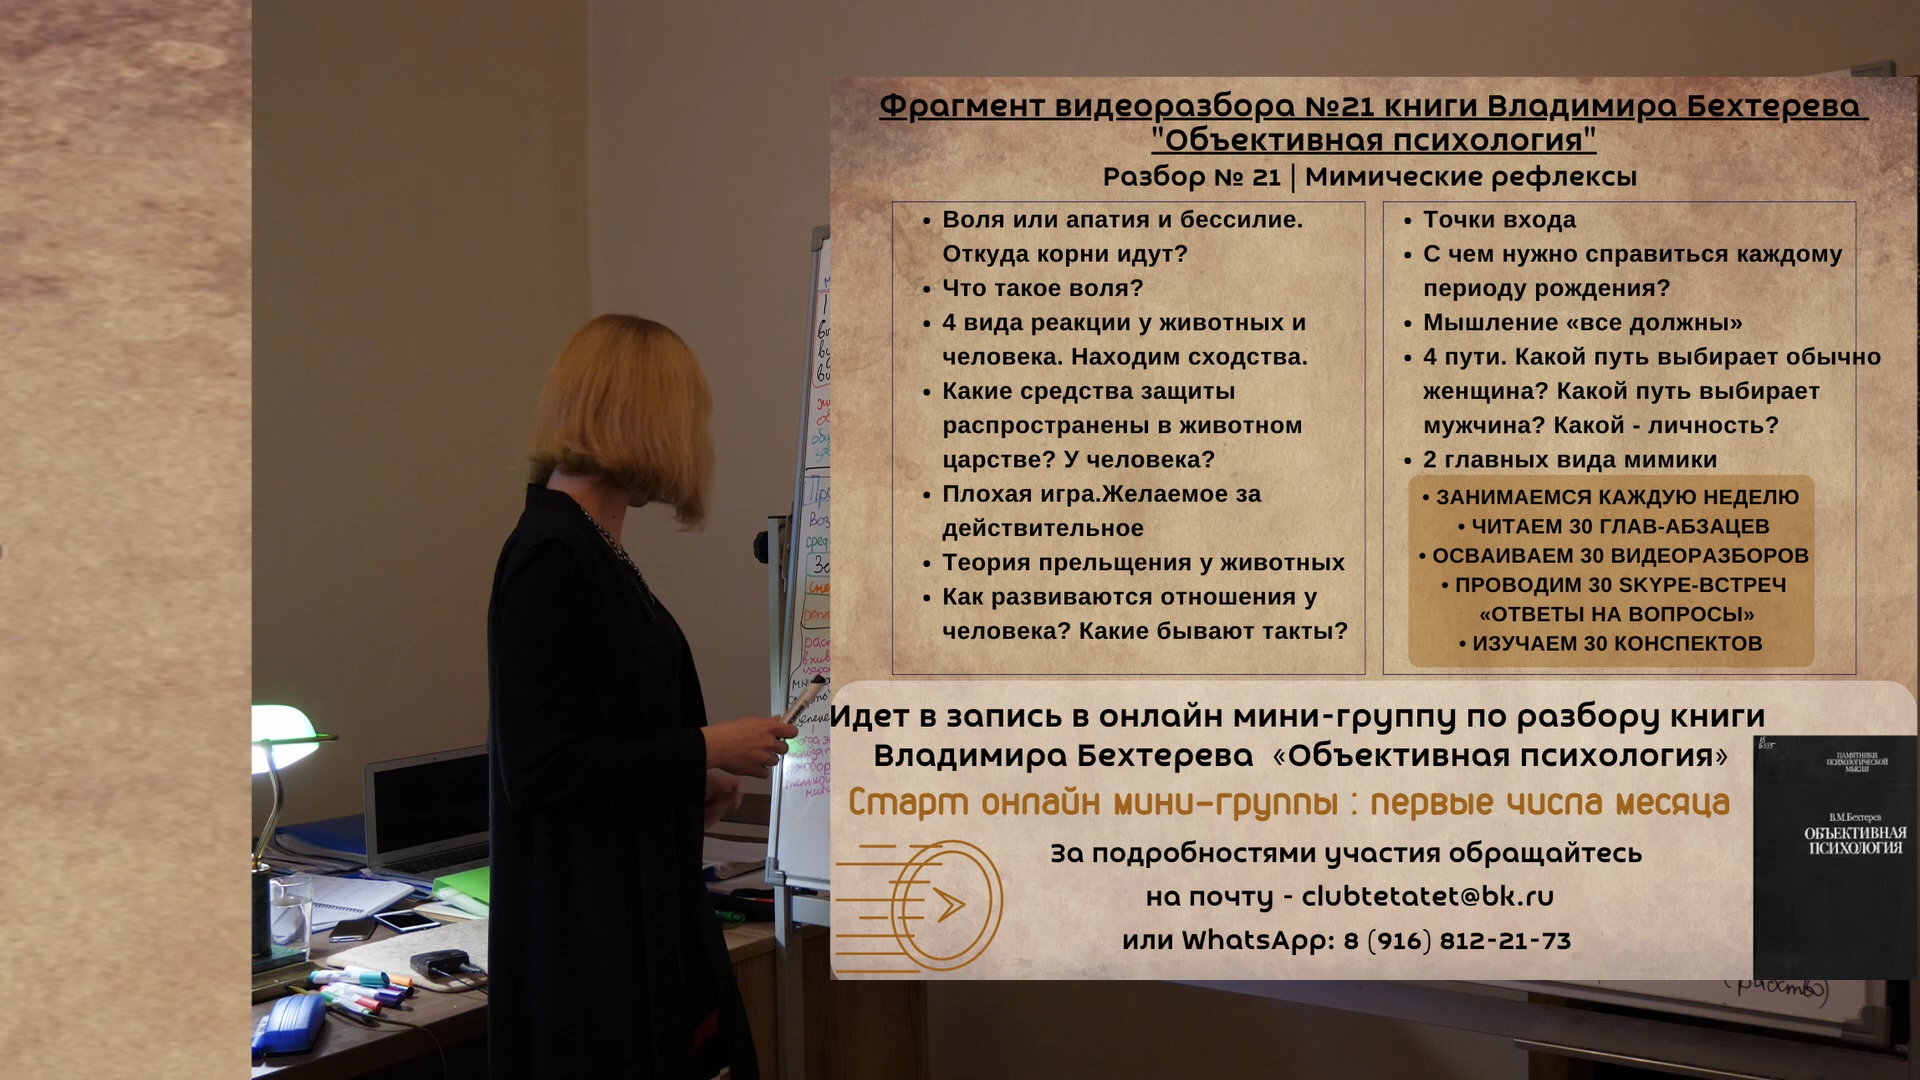 Фрагмент видеоразбора №21 книги Владимира Бехтерева
"Объективная психология"
Разбор № 21 | Мимические рефлексы
• Воля или апатия и бессилие.
Откуда корни идут?
• Что такое воля?
• 4 вида реакции у животных и
человека. Находим сходства.
• Какие средства защиты
распространены в животном
царстве? У человека?
• Плохая игра.Желаемое за
действительное
• Теория прельщения у животных
• Как развиваются отношения у
человека? Какие бывают такты?
• Точки входа
• С чем нужно справиться каждому
периоду рождения?
• Мышление «все должны»
• 4 пути. Какой путь выбирает обычно
женщина? Какой путь выбирает
мужчина? Какой - личность?
• 2 главных вида мимики
• ЗАНИМАЕМСЯ КАЖДУЮ НЕДЕЛЮ
• ЧИТАЕМ 30 ГЛАВ-АБЗАЦЕВ
• ОСВАИВАЕМ 30 ВИДЕОРАЗБОРОВ
• ПРОВОДИМ 30 SKYPE-ВСТРЕЧ
«ОТВЕТЫ НА ВОПРОСЫ»
• ИЗУЧАЕМ 30 КОНСПЕКТОВ
Идет в запись в онлайн мини-группу по разбору книги
Владимира Бехтерева «Объективная психология»
Старт онлайн мини-группы : первые числа месяца
За подробностями участия обращайтесь
на почту - clubtetatet@bk.ru
или WhatsApp: 8 (916) 812-21-73
ПАМЯТНИКИ
ПСИХОЛОГИЧЕСКОЙ
МЫСЛИ
В.М.Бехтерев
ОБЪЕКТИВНАЯ
ПСИХОЛОГИЯ